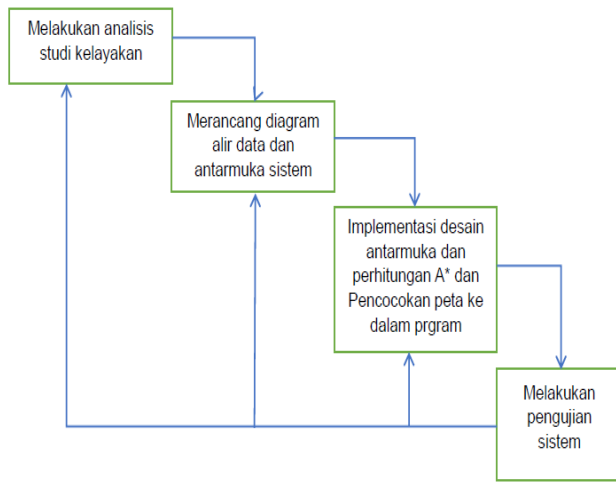 Melakukan analisis
studi kelayakan
Merancang diagram
alir data dan
antarmuka sistem
Implementasi desain
antarmuka dan
perhitungan A* dan
Pencocokan peta ke
dalam prgram
Melakukan
pengujian
sistem